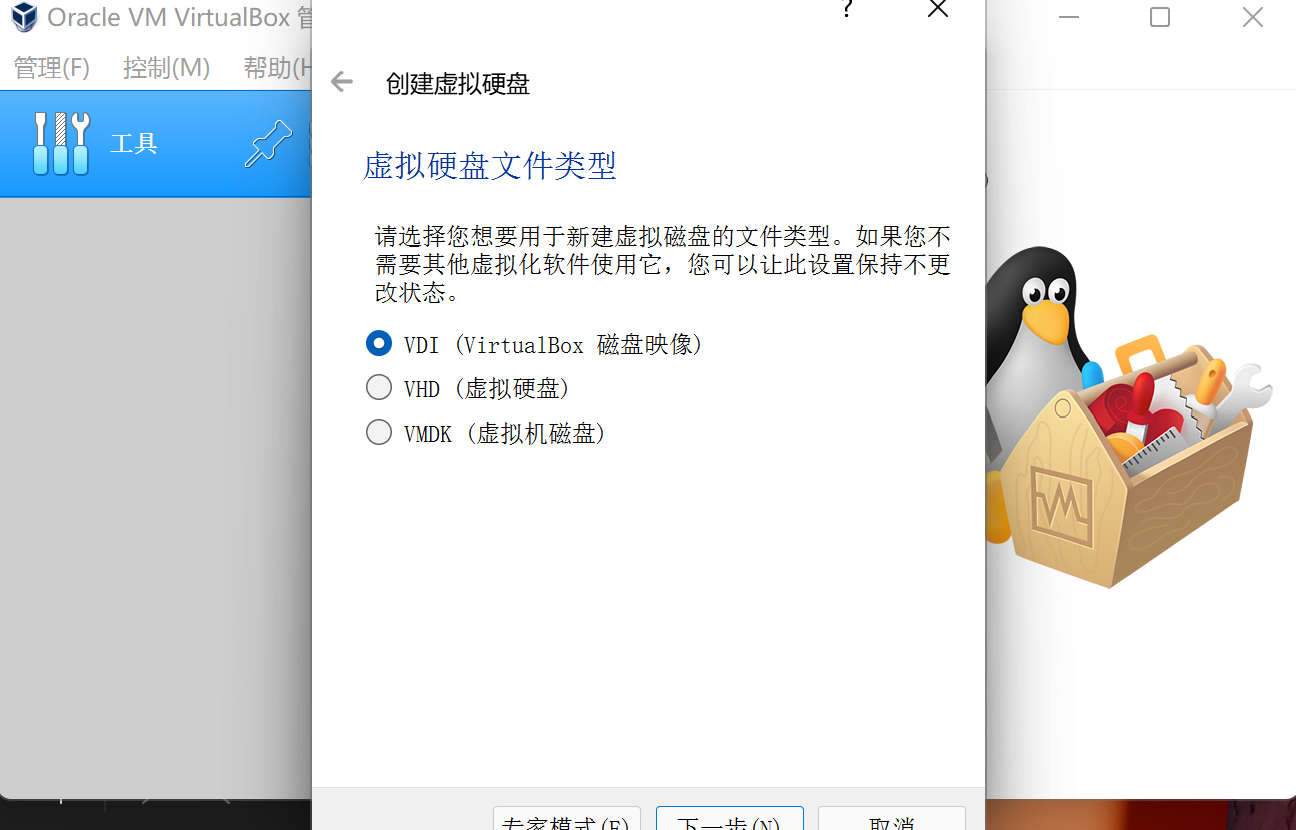 Oracle VM VirtualBox 管
管理(F) 控制(M) 帮助(H
工具
?
创建虚拟硬盘
虚拟硬盘文件类型
请选择您想要用于新建虚拟磁盘的文件类型。如果您不
需要其他虚拟化软件使用它，您可以让此设置保持不更
改状态。
VDI (VirtualBox 磁盘映像)
VHD (虚拟硬盘)
VMDK (虚拟机磁盘)
专家模式(E) 下一步(N) 取消